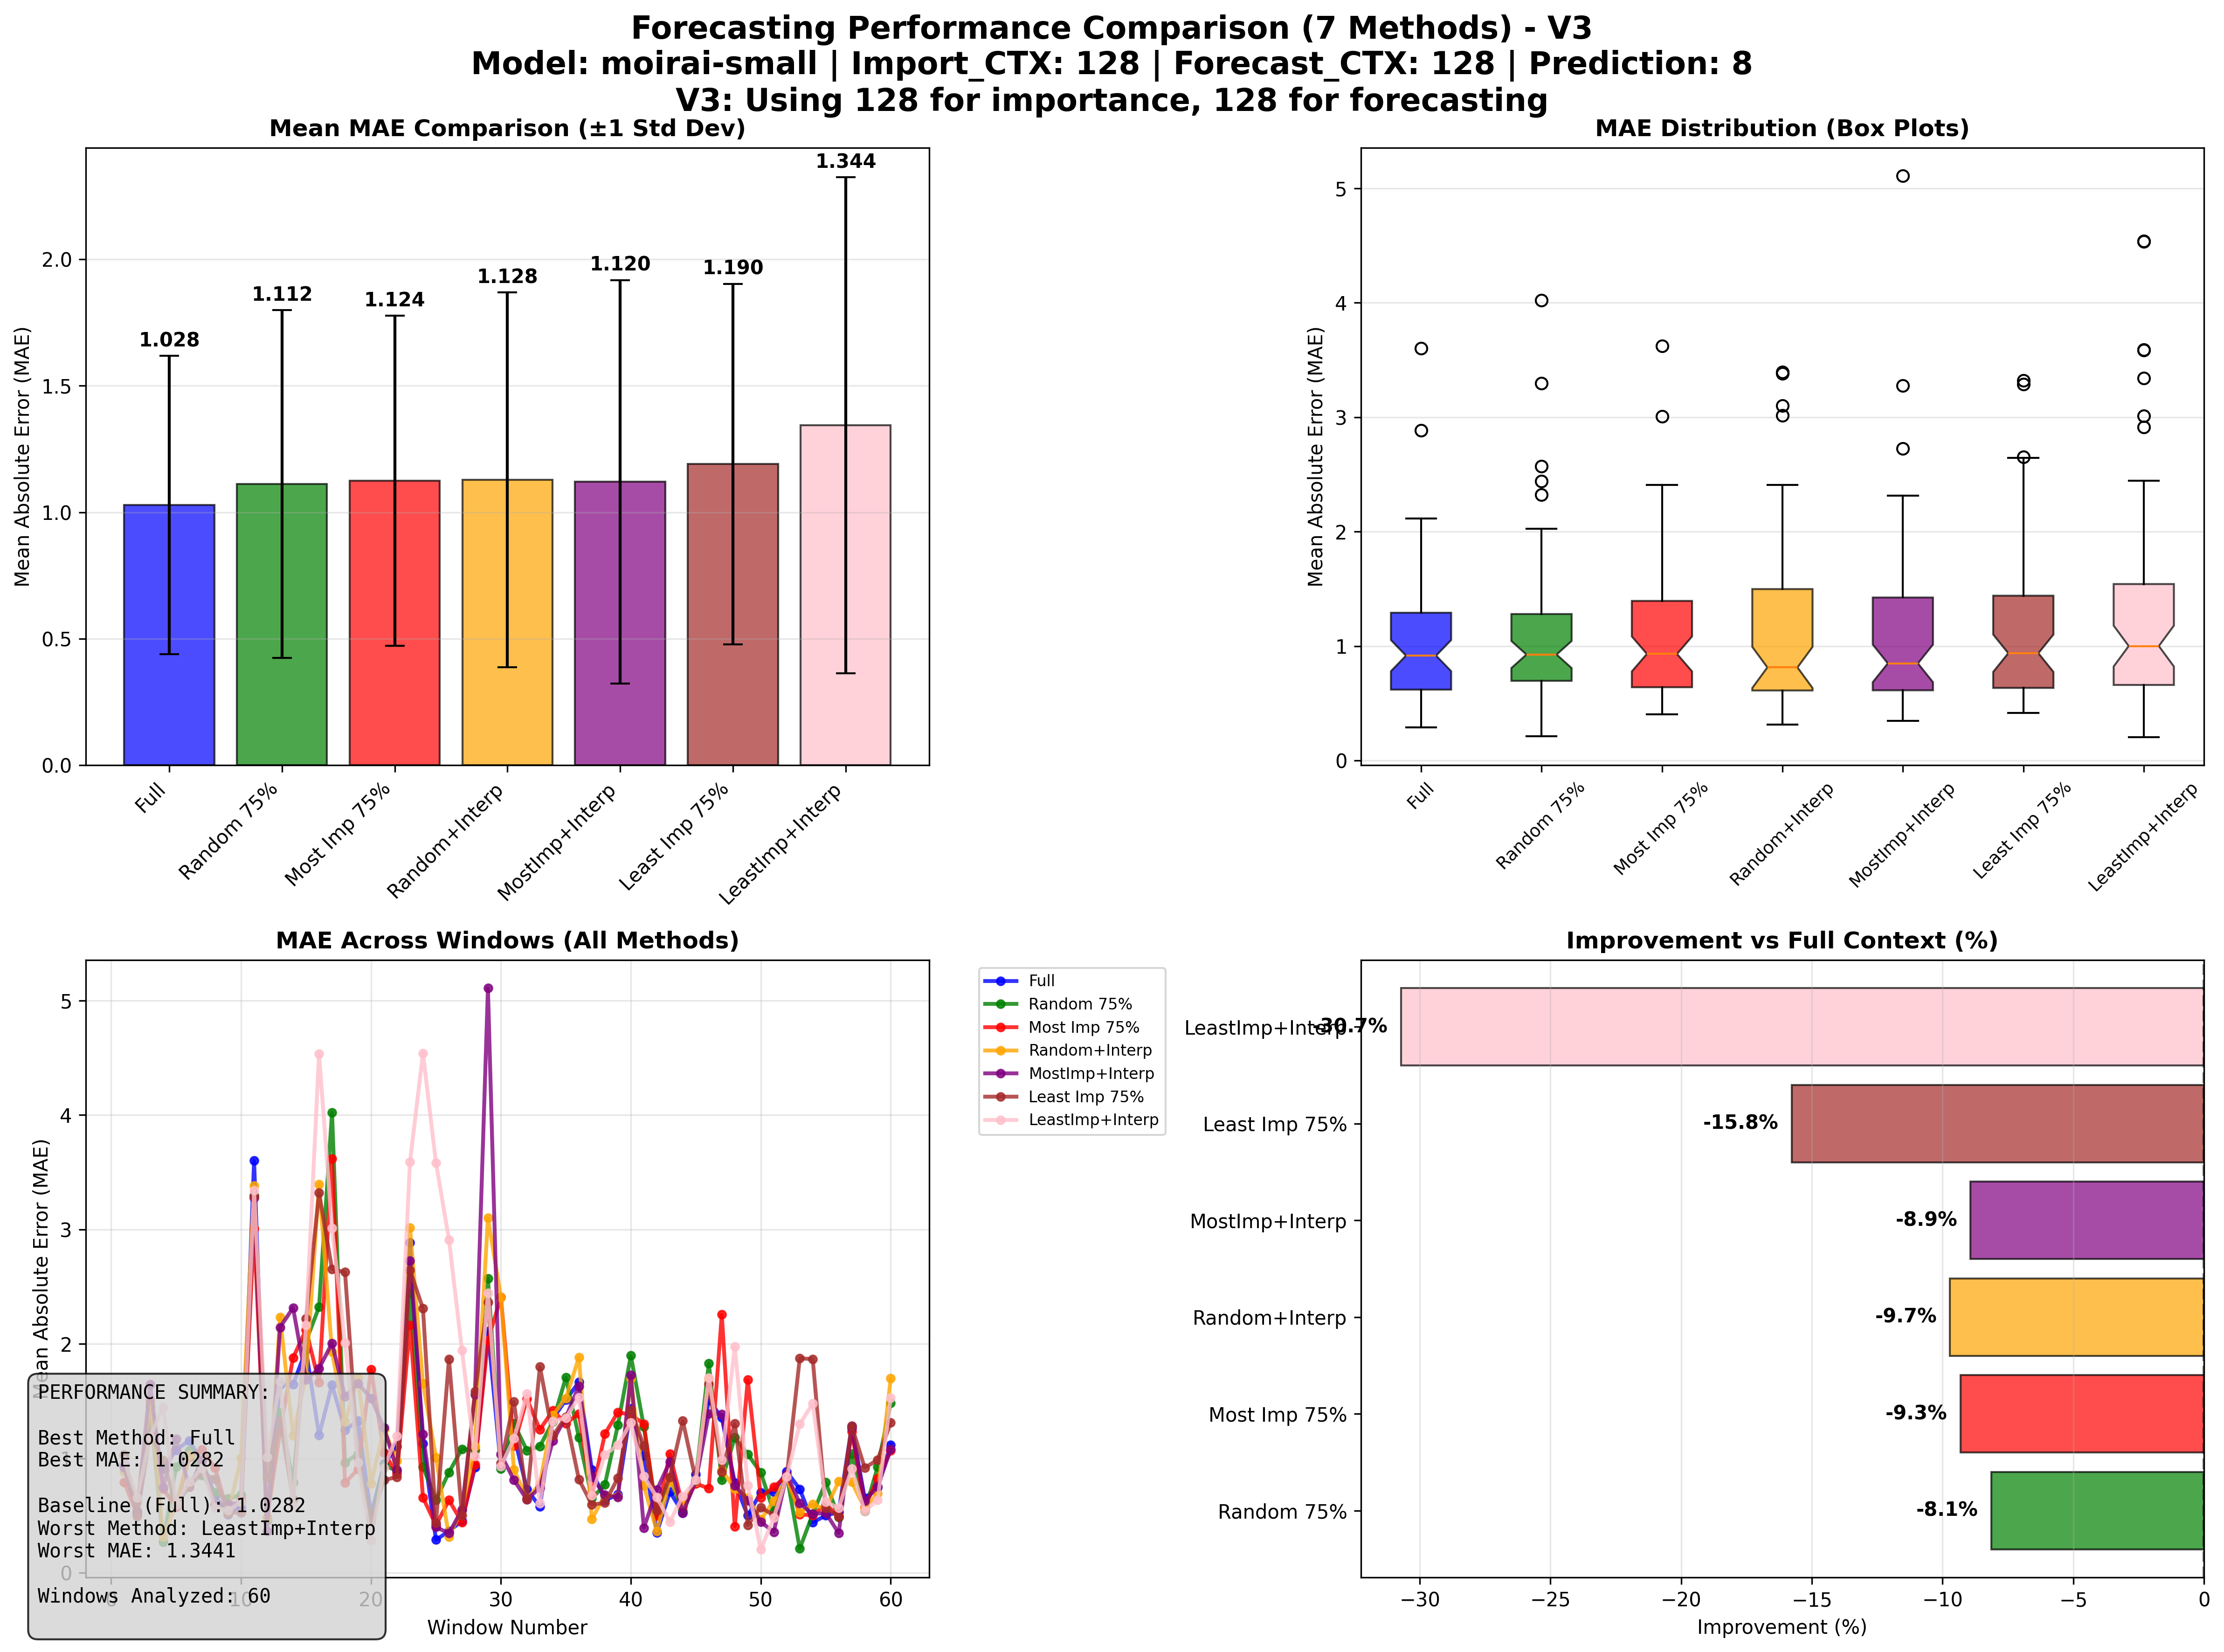 Forecasting Performance Comparison (7 Methods) - V3
Model: moirai-small | Import_CTX: 128 | Forecast_CTX: 128 | Prediction: 8
V3: Using 128 for importance, 128 for forecasting
Mean MAE Comparison (±1 Std Dev)
Mean Absolute Error (MAE)
2.0
1.5
1.0
0.5
0.0
1.028
1.112
1.124
1.128
1.120
1.190
1.344
Full
Random 75%
Most Imp 75%
Random+Interp
MostImp+Interp
Least Imp 75%
LeastImp+Interp
MAE Distribution (Box Plots)
Mean Absolute Error (MAE)
5
4
3
2
1
0
Full
Random 75%
Most Imp 75%
Random+Interp
MostImp+Interp
Least Imp 75%
LeastImp+Interp
MAE Across Windows (All Methods)
Mean Absolute Error (MAE)
5
4
3
2
1
0
0
10
20
30
40
50
60
Window Number
PERFORMANCE SUMMARY:
Best Method: Full
Best MAE: 1.0282
Baseline (Full): 1.0282
Worst Method: LeastImp+Interp
Worst MAE: 1.3441
Windows Analyzed: 60
Full
Random 75%
Most Imp 75%
Random+Interp
MostImp+Interp
Least Imp 75%
LeastImp+Interp
Improvement vs Full Context (%)
LeastImp+Interp
-30.7%
Least Imp 75%
-15.8%
MostImp+Interp
-8.9%
Random+Interp
-9.7%
Most Imp 75%
-9.3%
Random 75%
-8.1%
−30
−25
−20
−15
−10
−5
0
Improvement (%)